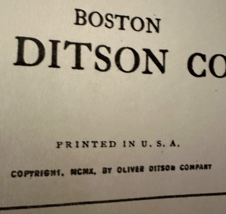 BOSTON
DITSON CO
PRINTED IN U. S. A.
COPYRIGHT, MCMX, BY OLIVER DITSON COMPANY